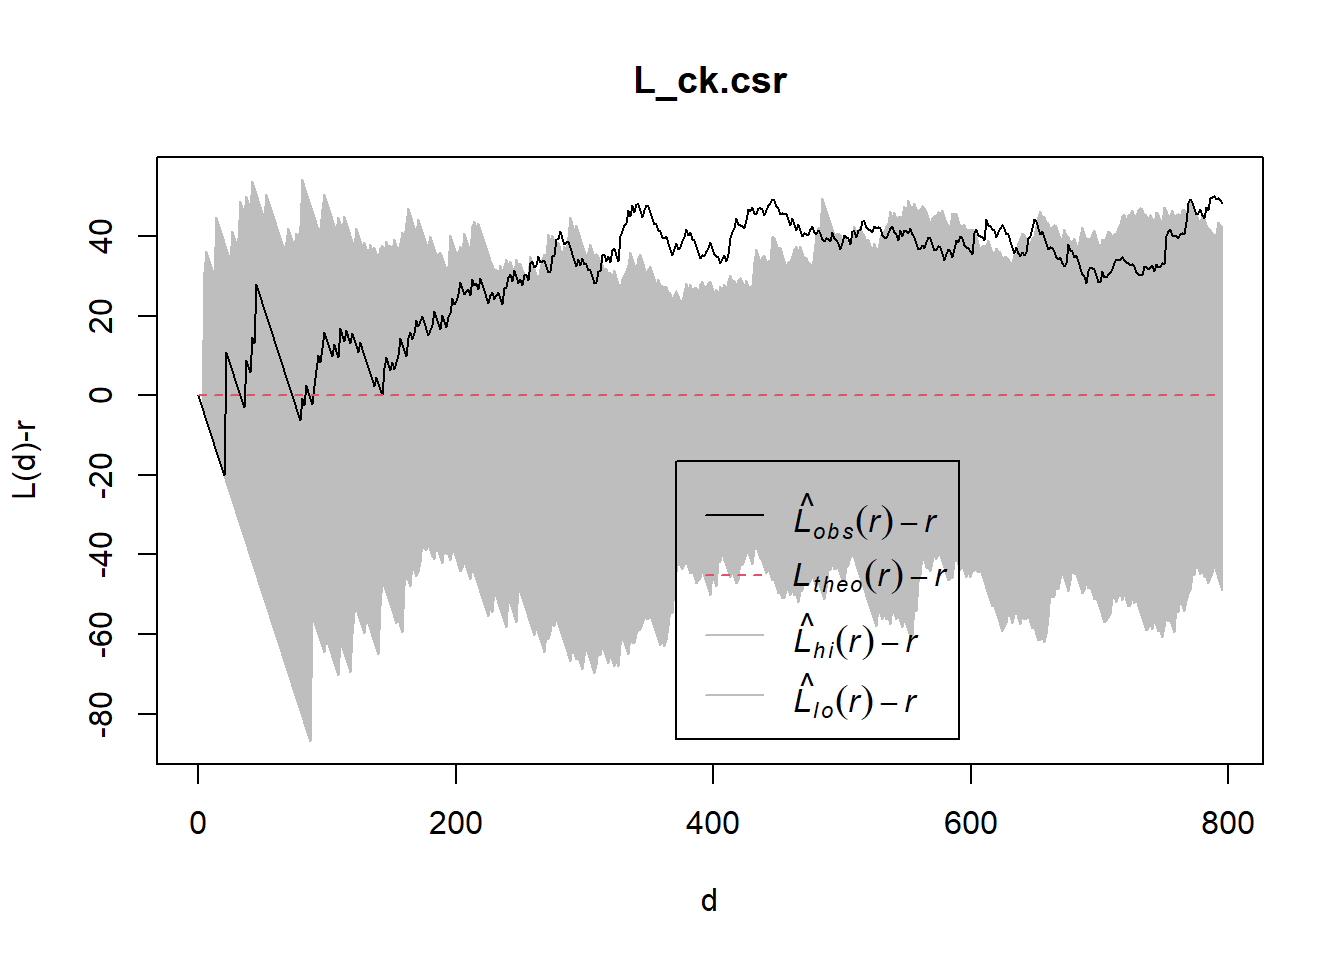 L_ck.csr
L(d)-r
40
20
0
-20
-40
-60
-80
L̂obs(r) – r
Ltheo(r) – r
L̂hi(r) – r
L̂lo(r) – r
0 200 400 600 800
d